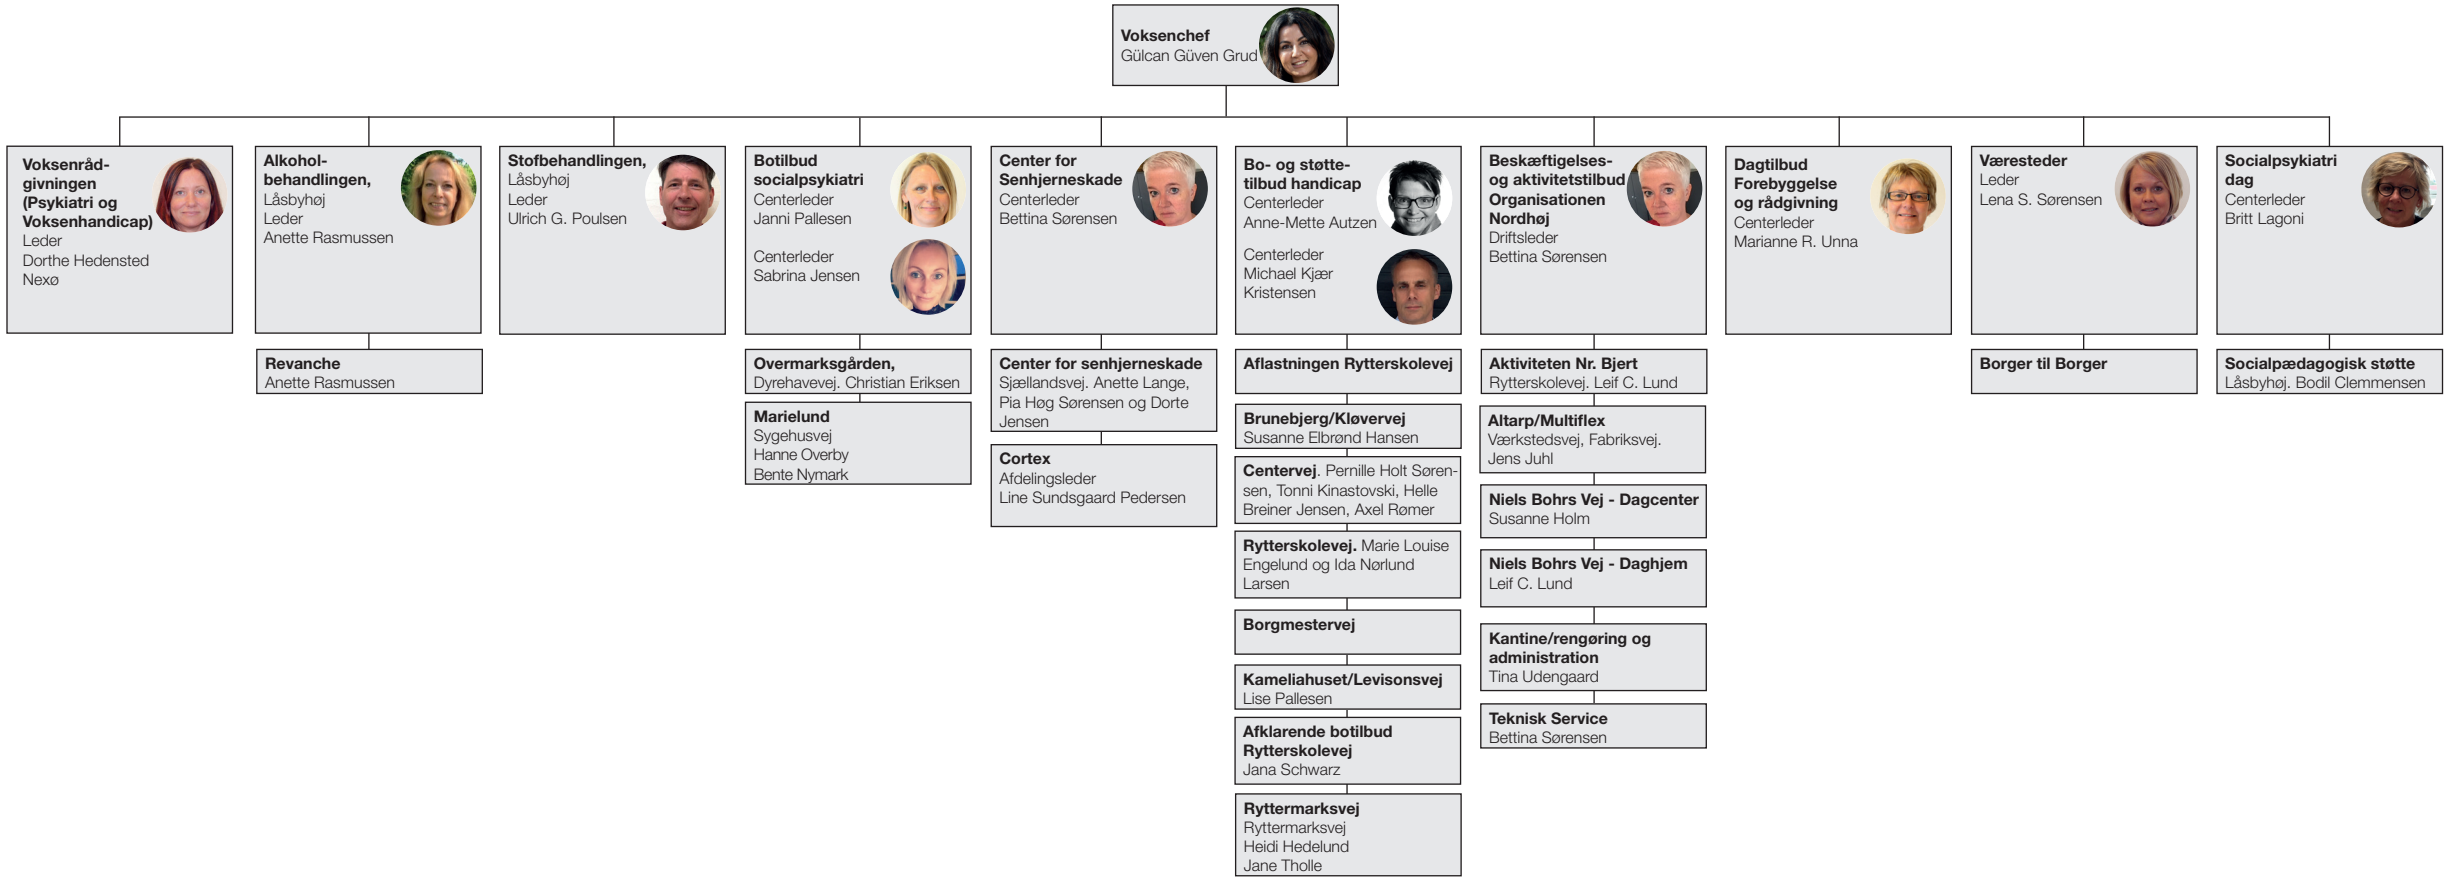 Voksenchef
Gülcan Güven Grud
Voksenråd-
givningen
(Psykiatri og
Voksenhandicap)
Leder
Dorthe Hedensted
Nexø
Alkohol-
behandlingen,
Låsbyhøj
Leder
Anette Rasmussen
Revanche
Anette Rasmussen
Stofbehandlingen,
Låsbyhøj
Leder
Ulrich G. Poulsen
Botilbud
socialpsykiatri
Centerleder
Janni Pallesen
Centerleder
Sabrina Jensen
Overmarksgården,
Dyrehavevej. Christian Eriksen
Marielund
Sygehusvej
Hanne Overby
Bente Nymark
Center for
Senhjerneskade
Centerleder
Bettina Sørensen
Center for senhjerneskade
Sjællandsvej. Anette Lange,
Pia Høg Sørensen og Dorte
Jensen
Cortex
Afdelingsleder
Line Sundsgaard Pedersen
Bo- og støtte-
tilbud handicap
Centerleder
Anne-Mette Autzen
Centerleder
Michael Kjær
Kristensen
Aflastningen Rytterskolevej
Brunebjerg/Kløvervej
Susanne Elbrønd Hansen
Centervej. Pernille Holt Søren-
sen, Tonni Kinastovski, Helle
Breiner Jensen, Axel Rømer
Rytterskolevej. Marie Louise
Engelund og Ida Nørlund
Larsen
Borgmestervej
Kameliahuset/Levisonsvej
Lise Pallesen
Afklarende botilbud
Rytterskolevej
Jana Schwarz
Ryttermarksvej
Ryttermarksvej
Heidi Hedelund
Jane Tholle
Beskæftigelses-
og aktivitetstilbud
Organisationen
Nordhøj
Driftsleder
Bettina Sørensen
Aktiviteten Nr. Bjert
Rytterskolevej. Leif C. Lund
Altarp/Multiflex
Værkstedsvej, Fabriksvej.
Jens Juhl
Niels Bohrs Vej - Dagcenter
Susanne Holm
Niels Bohrs Vej - Daghjem
Leif C. Lund
Kantine/rengøring og
administration
Tina Udengaard
Teknisk Service
Bettina Sørensen
Dagtilbud
Forebyggelse
og rådgivning
Centerleder
Marianne R. Unna
Væresteder
Leder
Lena S. Sørensen
Borger til Borger
Socialpsykiatri
dag
Centerleder
Britt Lagoni
Socialpædagogisk støtte
Låsbyhøj. Bodil Clemmensen